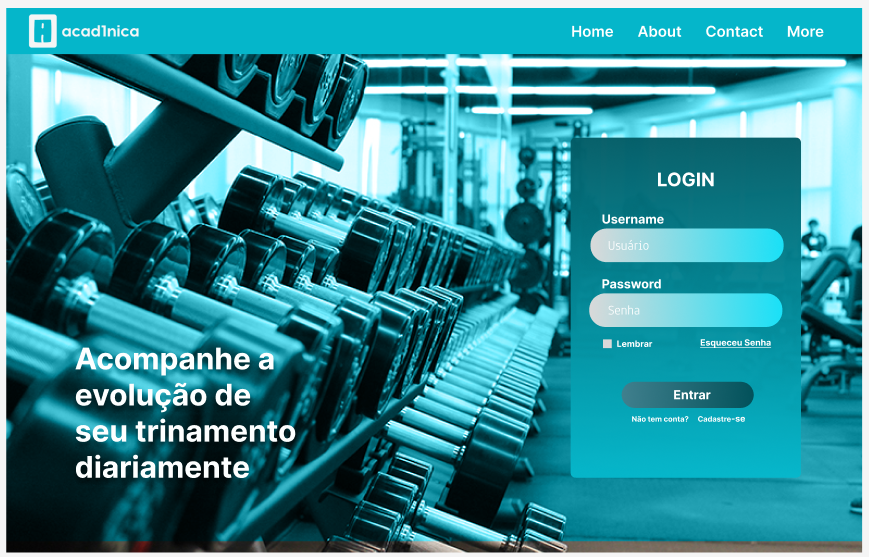 acad1nica
Home About Contact More
LOGIN
Username
Usuário
Password
Senha
Lembrar Esqueceu Senha
Entrar
Não tem conta? Cadastre-se
Acompanhe a
evolução de
seu trinamento
diariamente